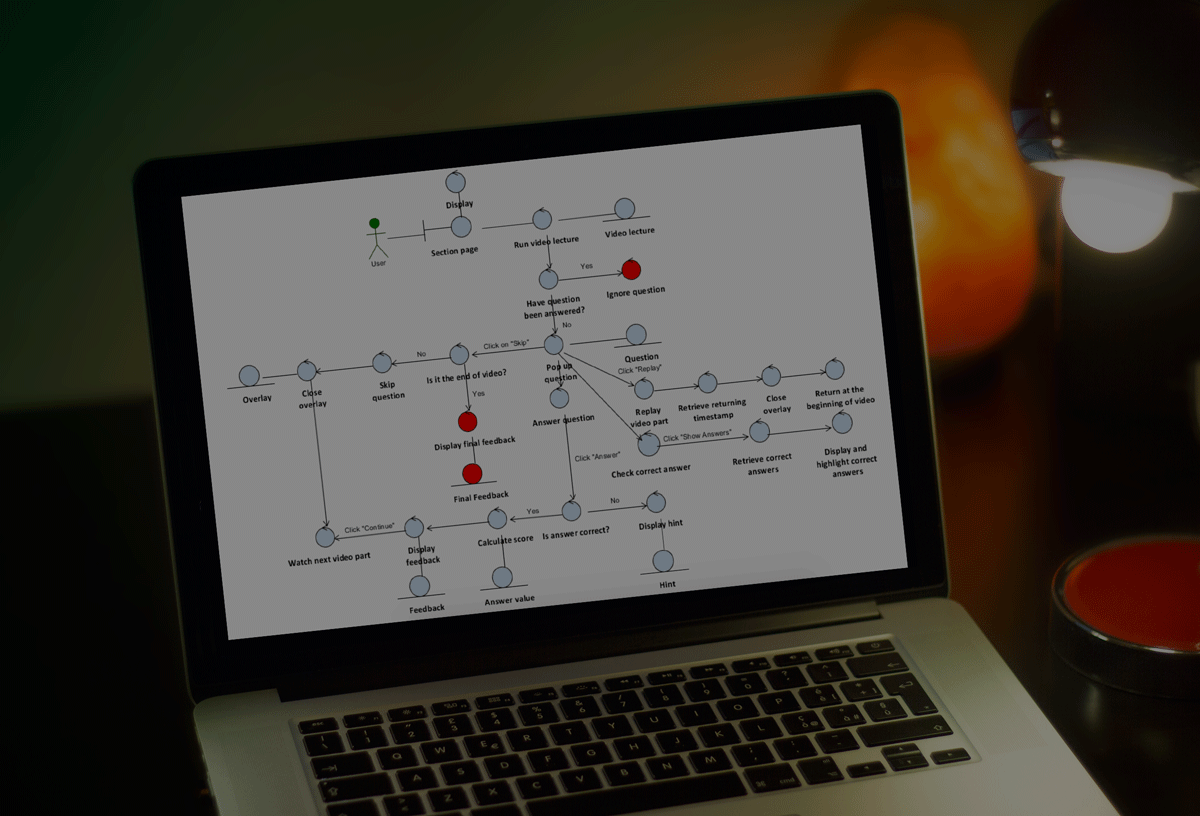 Display
User
Section page
Run video lecture
Video lecture
Yes
Have question
been answered?
Ignore question
No
Click on "Skip"
Pop up
question
Question
No
Is it the end of video?
Skip
question
Close
overlay
Overlay
Yes
Click "Replay"
Replay
video part
Retrieve returning
timestamp
Close
overlay
Return at the
beginning of video
Answer question
Display final feedback
Click "Answer"
Check correct answer
Click "Show Answers"
Retrieve correct
answers
Display and
highlight correct
answers
Final Feedback
Click "Continue"
Watch next video part
Display
feedback
Yes
Calculate score
Is answer correct?
No
Display hint
Feedback
Answer value
Hint
Q W E R T Y U I O P
A S D F G H J K L
Z X C V B N M
cmd